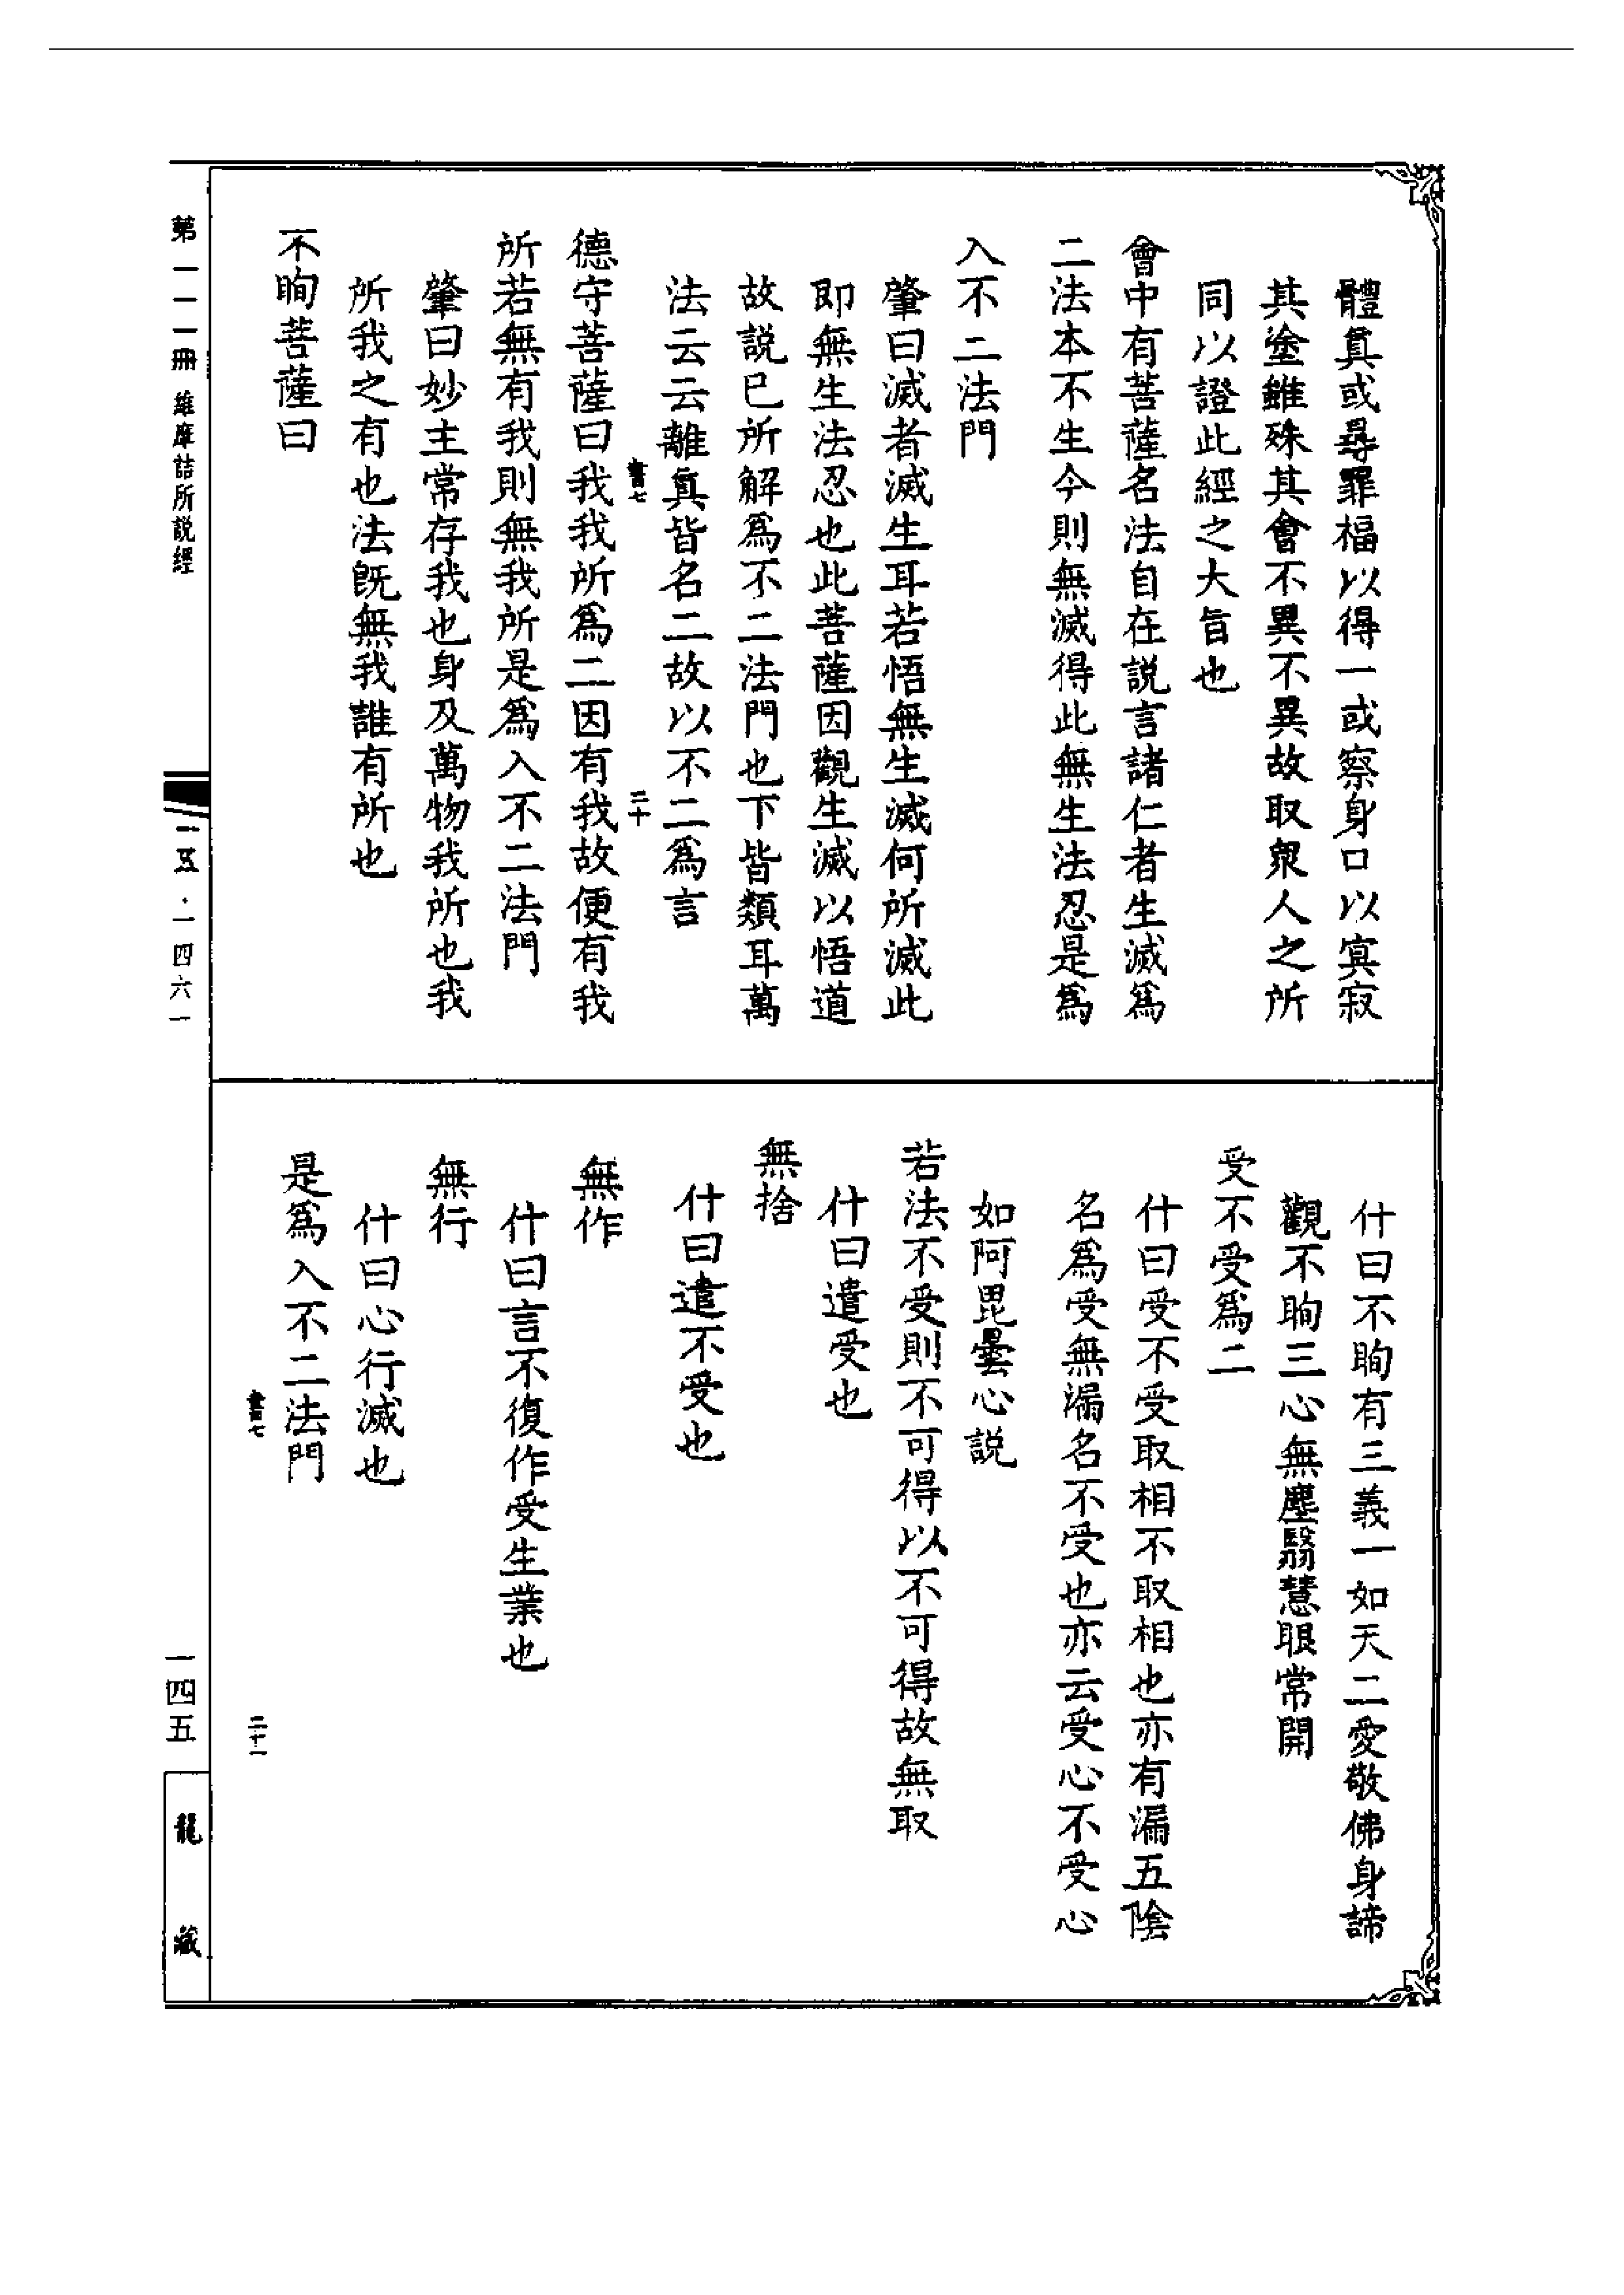 體真或尋罪福以得一或察身口以寘寂
其塗雖殊其會不異不異故取衆人之所
同以證此經之大旨也
會中有菩薩名法自在説言諸仁者生滅爲
二法本不生今則無滅得此無生法忍是爲
入不二法門
肇曰滅者滅生耳若悟無生滅何所滅此
即無生法忍也此菩薩因觀生滅以悟道
故説已所解爲不二法門也下皆類耳萬
法云云離真皆名二故以不二爲言
書七 二十
德守菩薩曰我我所爲二因有我故便有我
所若無有我則無我所是爲入不二法門
肇曰妙主常存我也身及萬物我所也我
所我之有也法既無我誰有所也
不眴菩薩曰
什曰不眴有三義一如天二愛敬佛身諦
觀不眴三心無塵翳慧眼常開
受不受爲二
什曰受不受取相不取相也亦有漏五陰
名爲受無漏名不受也亦云受心不受心
如阿毘曇心説
若法不受則不可得以不可得故無取
什曰遣受也
無捨
什曰遣不受也
無作
什曰言不復作受生業也
無行
什曰心行滅也
是爲入不二法門
書七 二十一
第一一一冊 維摩詰所説經
一五·一四六一
一四五
龍藏